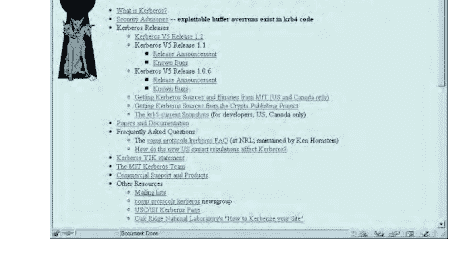 What is Kerberos?
Security Advisories -- exploitable buffer overruns exist in krb4 code
Kerberos Releases
Kerberos V5 Release 1.2
Kerberos V5 Release 1.1
Release Announcement
Known Bugs
Kerberos V5 Release 1.0.6
Release Announcement
Known Bugs
Getting Kerberos Sources and Binaries from MIT (US and Canada only)
Getting Kerberos Sources from the Crypto Publishing Project
The krb5-current Snapshots (for developers, US, Canada only)
Papers and Documentation
Frequently Asked Questions
The comp.protocols.kerberos FAQ (at NRL; maintained by Ken Hornstein)
How do the new US export regulations affect Kerberos?
Kerberos Y2K statement
The MIT Kerberos Team
Commercial Support and Products
Other Resources
Mailing lists
comp.protocols.kerberos newsgroup
USC/ISI Kerberos Page
Oak Ridge National Laboratory's "How to Kerberize your Site"
Document: Done